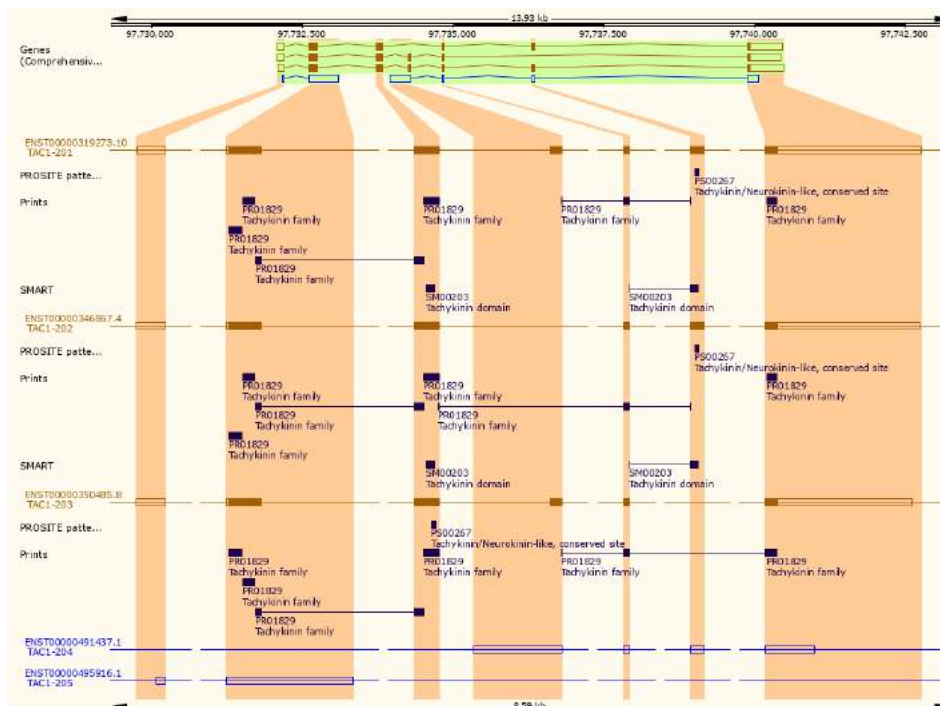 13.93 kb
97,730,000 97,732,500 97,735,000 97,737,500 97,740,000 97,742,500
Genes
(Comprehensiv...
ENST00000319273.10
TAC1-201
PROSITE patte...
PS00267
Tachykinin/Neurokinin-like, conserved site
Prints
PR01829 PR01829 PR01829 PR01829
Tachykinin family Tachykinin family Tachykinin family Tachykinin family
PR01829
Tachykinin family
PR01829
Tachykinin family
SMART
SM00203 SM00203
Tachykinin domain Tachykinin domain
ENST00000346867.4
TAC1-202
PROSITE patte...
PS00267
Tachykinin/Neurokinin-like, conserved site
Prints
PR01829 PR01829 PR01829
Tachykinin family Tachykinin family Tachykinin family
PR01829 PR01829
Tachykinin family Tachykinin family
PR01829
Tachykinin family
SMART
SM00203 SM00203
Tachykinin domain Tachykinin domain
ENST00000350485.8
TAC1-203
PROSITE patte...
PS00267
Tachykinin/Neurokinin-like, conserved site
Prints
PR01829 PR01829 PR01829 PR01829
Tachykinin family Tachykinin family Tachykinin family Tachykinin family
PR01829
Tachykinin family
PR01829
Tachykinin family
ENST00000491437.1
TAC1-204
ENST00000495916.1
TAC1-205
8.59 kb